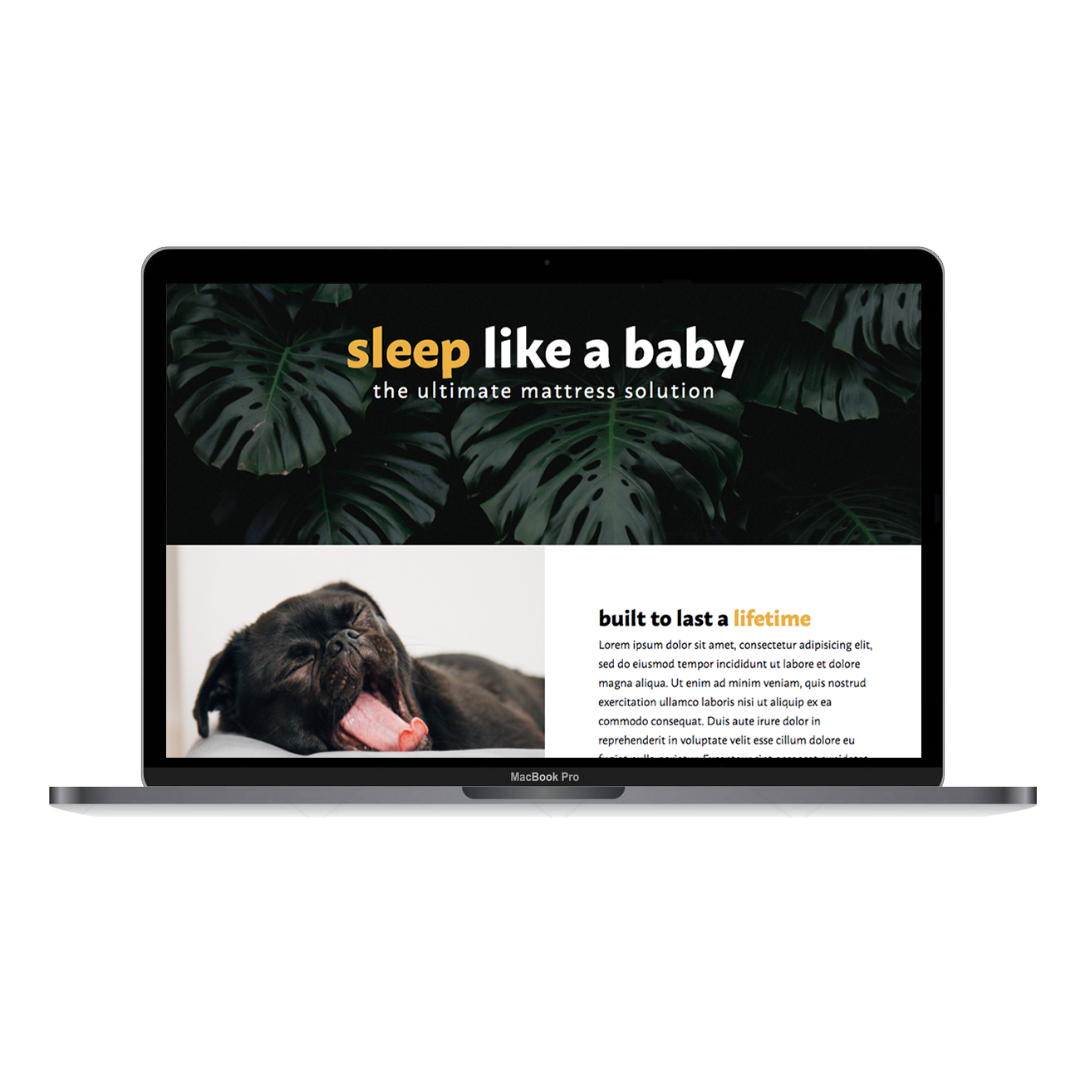 sleep like a baby
the ultimate mattress solution
built to last a lifetime
Lorem ipsum dolor sit amet, consectetur adipisicing elit,
sed do eiusmod tempor incididunt ut labore et dolore
magna aliqua. Ut enim ad minim veniam, quis nostrud
exercitation ullamco laboris nisi ut aliquip ex ea
commodo consequat. Duis aute irure dolor in
reprehenderit in voluptate velit esse cillum dolore eu
MacBook Pro